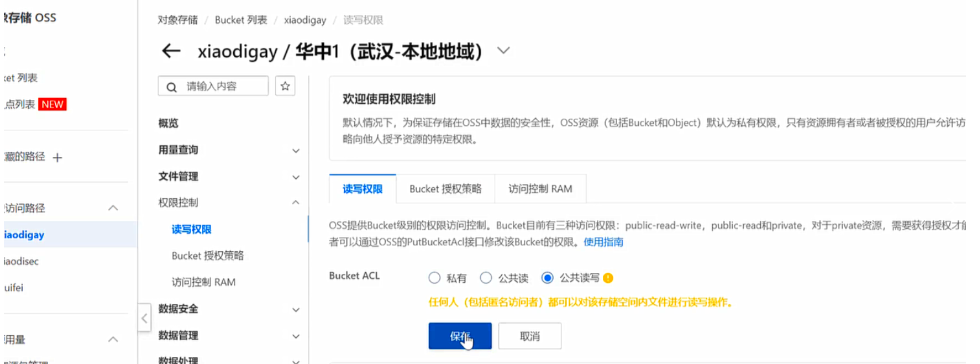 对象存储 OSS
对象存储 / Bucket 列表 / xiaodigay / 读写权限
← xiaodigay / 华中1（武汉-本地地域）
ket 列表
点列表 NEW
藏的路径 +
访问路径
iaodigay
iaodisec
uifei
用量
请输入内容
概览
用量查询
文件管理
权限控制
读写权限
Bucket 授权策略
访问控制 RAM
数据安全
数据管理
数据处理
欢迎使用权限控制
默认情况下，为保证存储在OSS中数据的安全性，OSS资源（包括Bucket和Object）默认为私有权限，只有资源拥有者或者被授权的用户允许访
略向他人授予资源的特定权限。
读写权限 Bucket 授权策略 访问控制 RAM
OSS提供Bucket级别的权限访问控制。Bucket目前有三种访问权限：public-read-write，public-read和private，对于private资源，需要获得授权才能
者可以通过OSS的PutBucketAcl接口修改该Bucket的权限。使用指南
Bucket ACL 私有 公共读 公共读写
任何人（包括匿名访问者）都可以对该存储空间内文件进行读写操作。
保存 取消